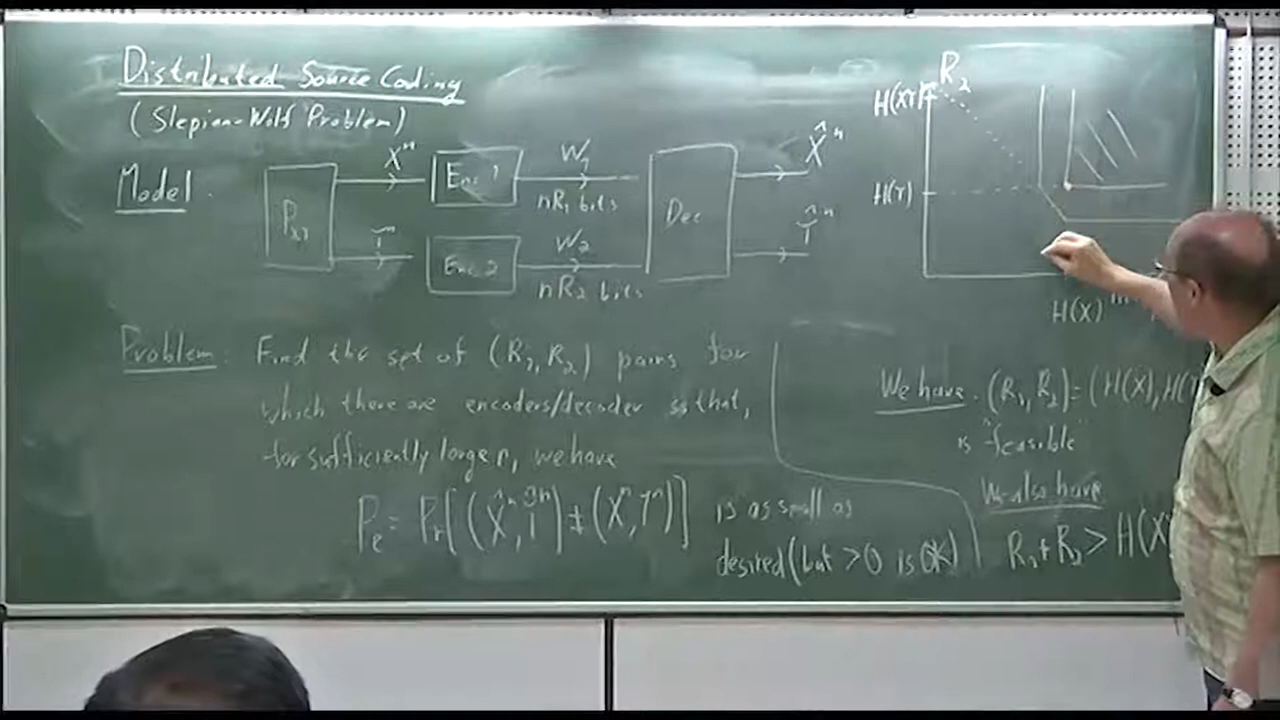 Distributed Source Coding
(Slepian-Wolf Problem)
Model:
P_XY
X^n
Enc. 1
W_1
nR_1 bits
Y^n
Enc. 2
W_2
nR_2 bits
Dec
X̂^n
Ŷ^n
Problem: Find the set of (R_1, R_2) pairs for
which there are encoders/decoder so that,
for sufficiently large n, we have
P_e = Pr[(X̂^n, Ŷ^n) ≠ (X^n, Y^n)] is as small as
desired (but >0 is OK)
R_2
H(XY)
H(Y)
H(X)
We have: (R_1, R_2) = (H(X), H(
is "feasible"
We also have
R_1 + R_2 > H(X